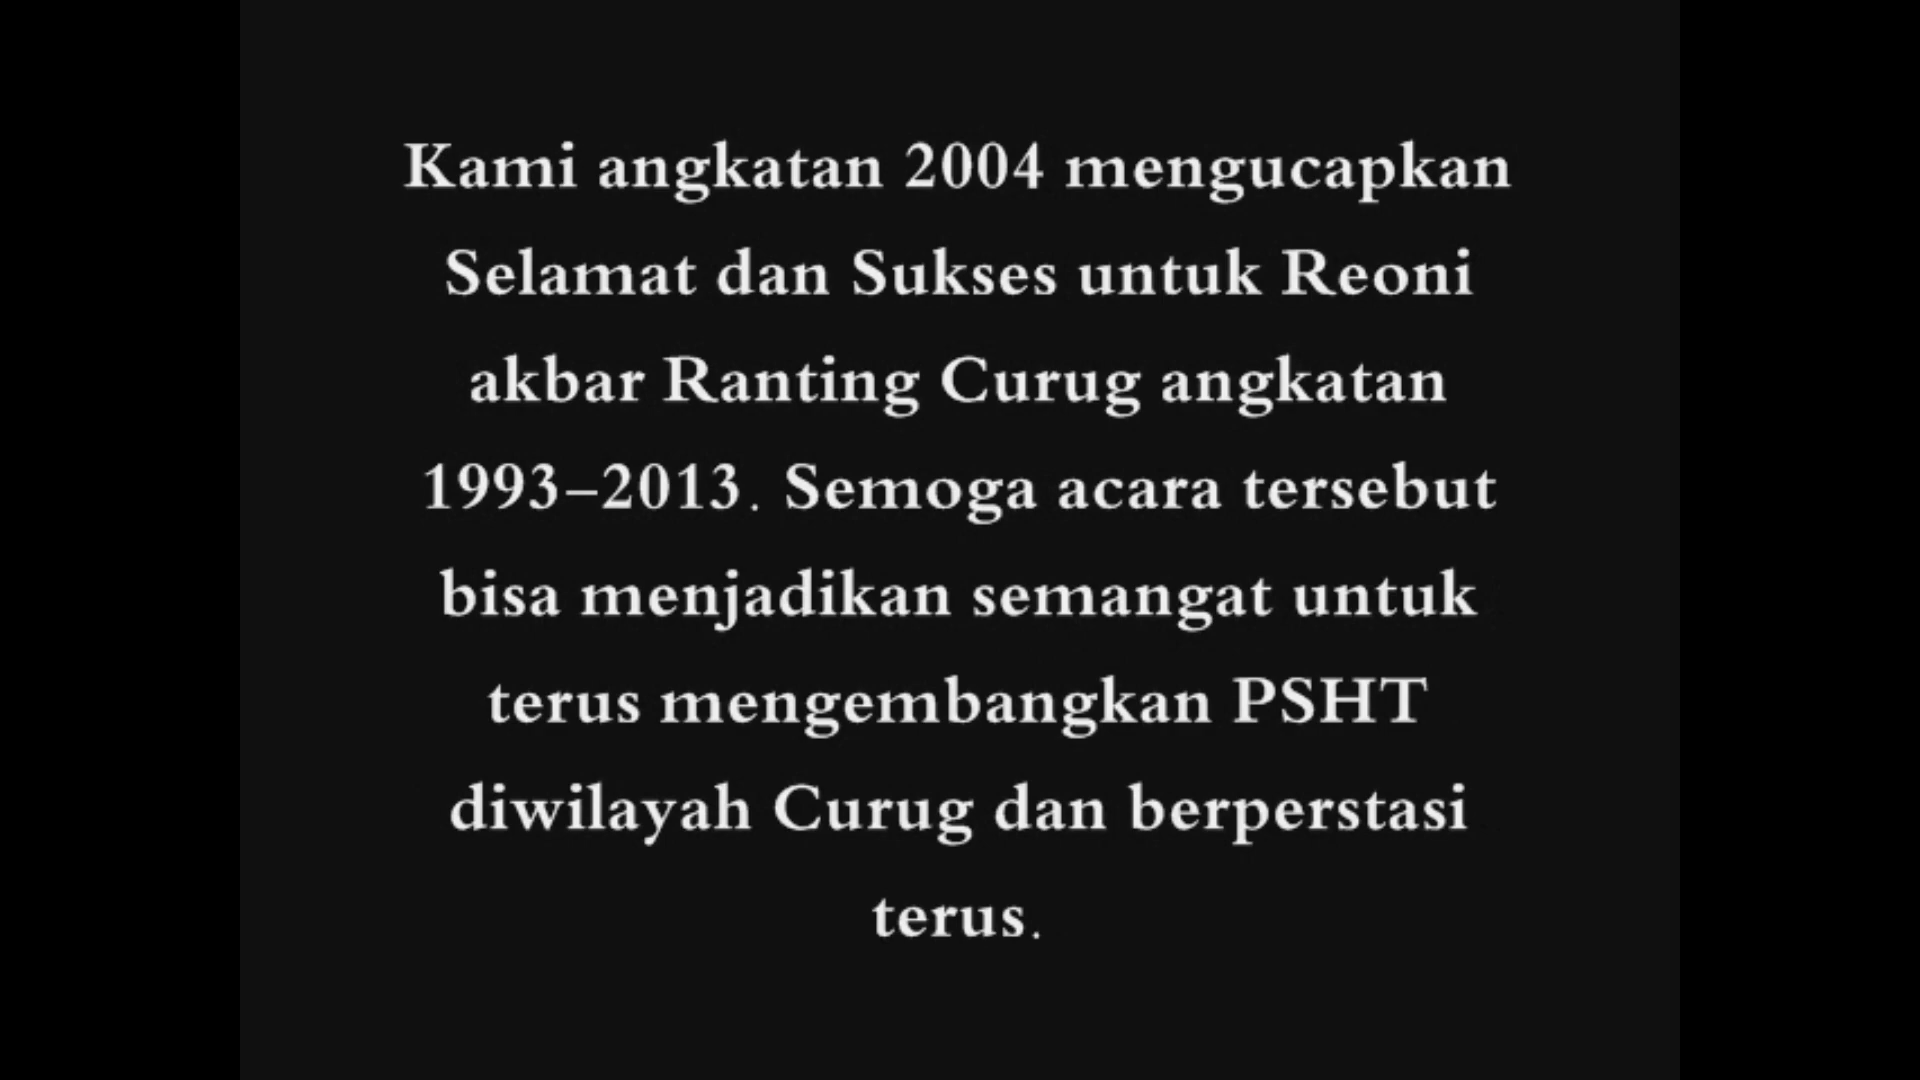 Kami angkatan 2004 mengucapkan
Selamat dan Sukses untuk Reoni
akbar Ranting Curug angkatan
1993–2013. Semoga acara tersebut
bisa menjadikan semangat untuk
terus mengembangkan PSHT
diwilayah Curug dan berperstasi
terus.